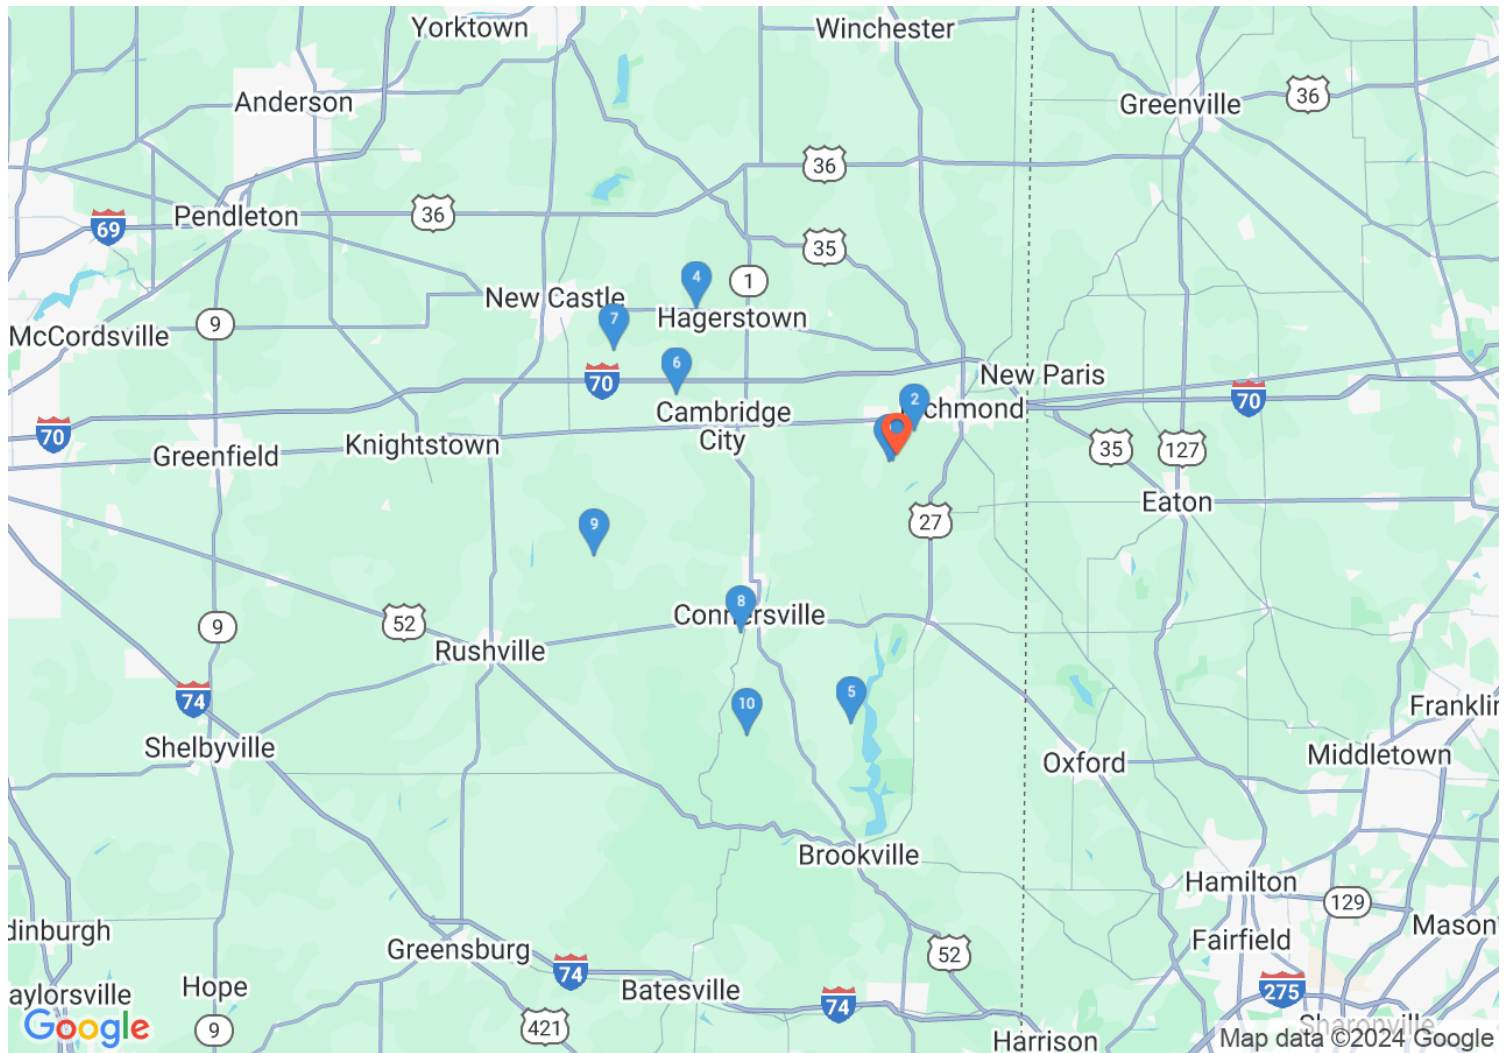 Yorktown
Winchester
Anderson
Greenville
36
36
Pendleton
36
69
35
4
1
New Castle
Hagerstown
9
7
McCordsville
6
70
New Paris
2
70
Cambridge
City
Richmond
70
Knightstown
Greenfield
35
127
Eaton
9
27
8
Connersville
52
9
Rushville
5
74
10
Franklin
Shelbyville
Middletown
Oxford
Brookville
Hamilton
129
dinburgh
Mason
Greensburg
Fairfield
52
74
275
aylorsville
Hope
Batesville
74
Google
9
421
Harrison
Sharonville
Map data ©2024 Google